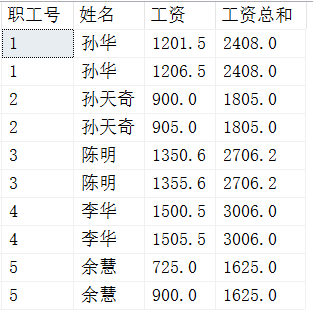 职工号 姓名 工资 工资总和
1 孙华 1201.5 2408.0
1 孙华 1206.5 2408.0
2 孙天奇 900.0 1805.0
2 孙天奇 905.0 1805.0
3 陈明 1350.6 2706.2
3 陈明 1355.6 2706.2
4 李华 1500.5 3006.0
4 李华 1505.5 3006.0
5 余慧 725.0 1625.0
5 余慧 900.0 1625.0